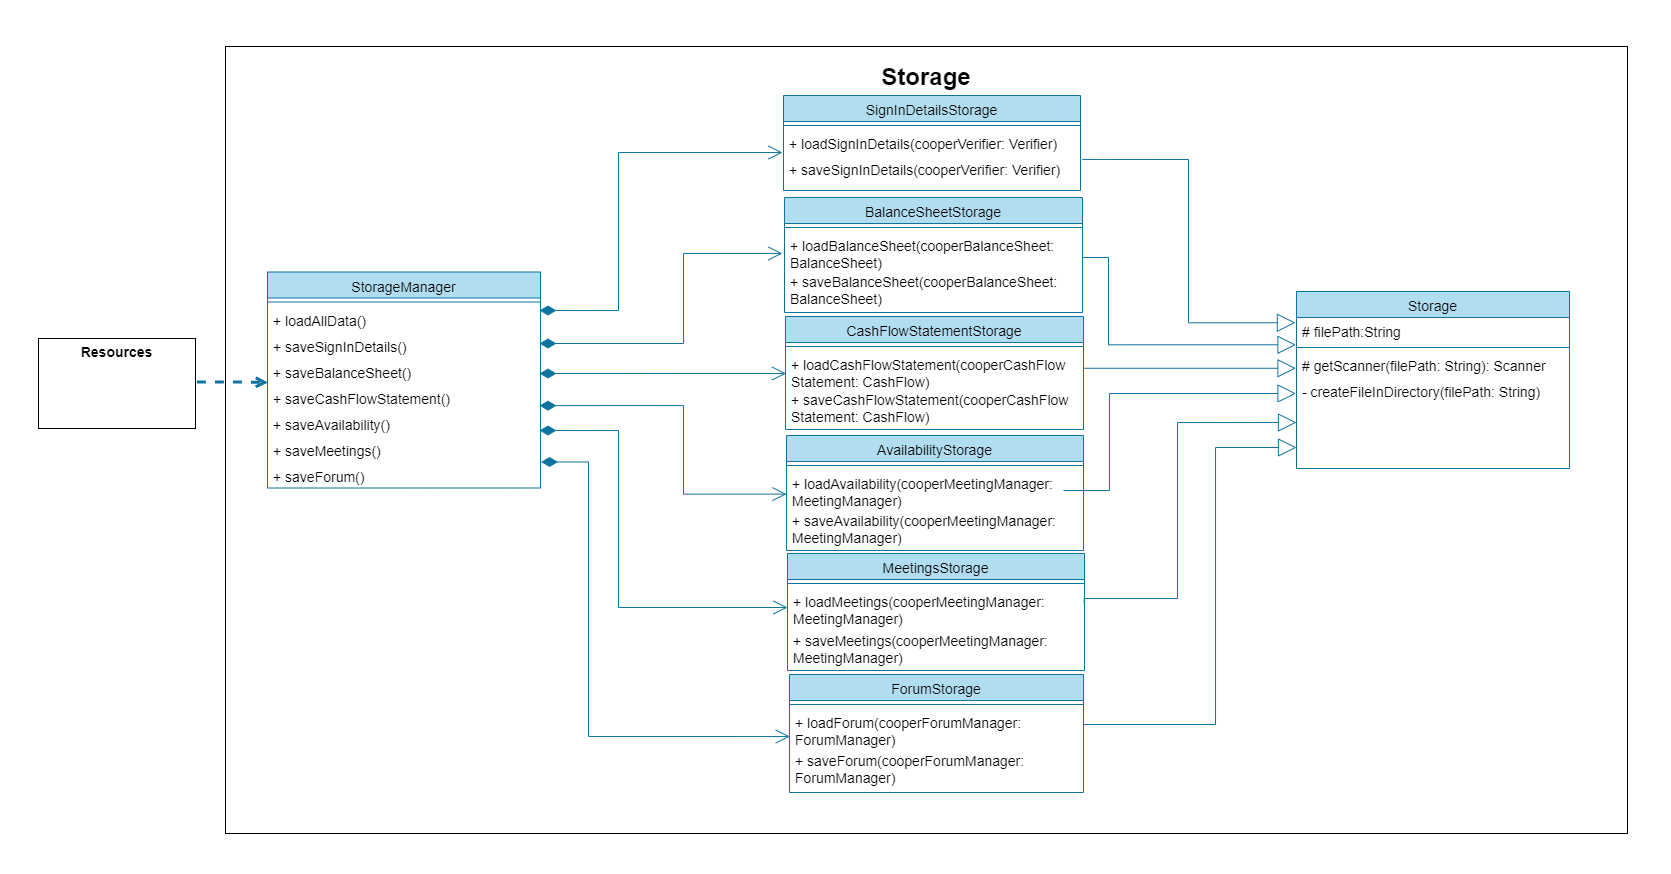 Storage
SignInDetailsStorage
+ loadSignInDetails(cooperVerifier: Verifier)
+ saveSignInDetails(cooperVerifier: Verifier)
BalanceSheetStorage
+ loadBalanceSheet(cooperBalanceSheet:
BalanceSheet)
+ saveBalanceSheet(cooperBalanceSheet:
BalanceSheet)
StorageManager
+ loadAllData()
+ saveSignInDetails()
+ saveBalanceSheet()
+ saveCashFlowStatement()
+ saveAvailability()
+ saveMeetings()
+ saveForum()
Resources
CashFlowStatementStorage
+ loadCashFlowStatement(cooperCashFlow
Statement: CashFlow)
+ saveCashFlowStatement(cooperCashFlow
Statement: CashFlow)
Storage
# filePath:String
# getScanner(filePath: String): Scanner
- createFileInDirectory(filePath: String)
AvailabilityStorage
+ loadAvailability(cooperMeetingManager:
MeetingManager)
+ saveAvailability(cooperMeetingManager:
MeetingManager)
MeetingsStorage
+ loadMeetings(cooperMeetingManager:
MeetingManager)
+ saveMeetings(cooperMeetingManager:
MeetingManager)
ForumStorage
+ loadForum(cooperForumManager:
ForumManager)
+ saveForum(cooperForumManager:
ForumManager)